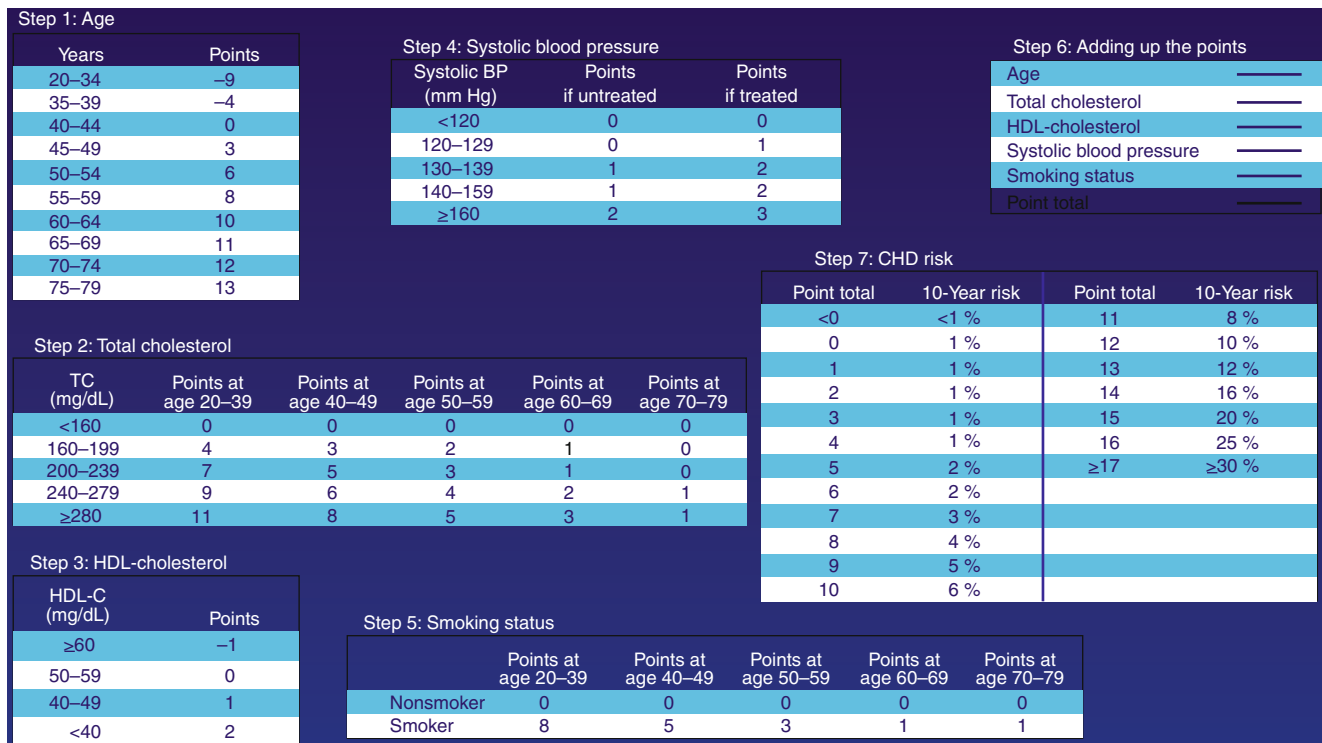 Step 1: Age
Years Points
20–34 –9
35–39 –4
40–44 0
45–49 3
50–54 6
55–59 8
60–64 10
65–69 11
70–74 12
75–79 13
Step 2: Total cholesterol
TC (mg/dL) Points at age 20–39 Points at age 40–49 Points at age 50–59 Points at age 60–69 Points at age 70–79
<160 0 0 0 0 0
160–199 4 3 2 1 0
200–239 7 5 3 1 0
240–279 9 6 4 2 1
≥280 11 8 5 3 1
Step 3: HDL-cholesterol
HDL-C (mg/dL) Points
≥60 –1
50–59 0
40–49 1
<40 2
Step 4: Systolic blood pressure
Systolic BP Points Points
(mm Hg) if untreated if treated
<120 0 0
120–129 0 1
130–139 1 2
140–159 1 2
≥160 2 3
Step 5: Smoking status
Points at age 20–39 Points at age 40–49 Points at age 50–59 Points at age 60–69 Points at age 70–79
Nonsmoker 0 0 0 0 0
Smoker 8 5 3 1 1
Step 6: Adding up the points
Age
Total cholesterol
HDL-cholesterol
Systolic blood pressure
Smoking status
Point total
Step 7: CHD risk
Point total 10-Year risk Point total 10-Year risk
<0 <1 % 11 8 %
0 1 % 12 10 %
1 1 % 13 12 %
2 1 % 14 16 %
3 1 % 15 20 %
4 1 % 16 25 %
5 2 % ≥17 ≥30 %
6 2 %
7 3 %
8 4 %
9 5 %
10 6 %